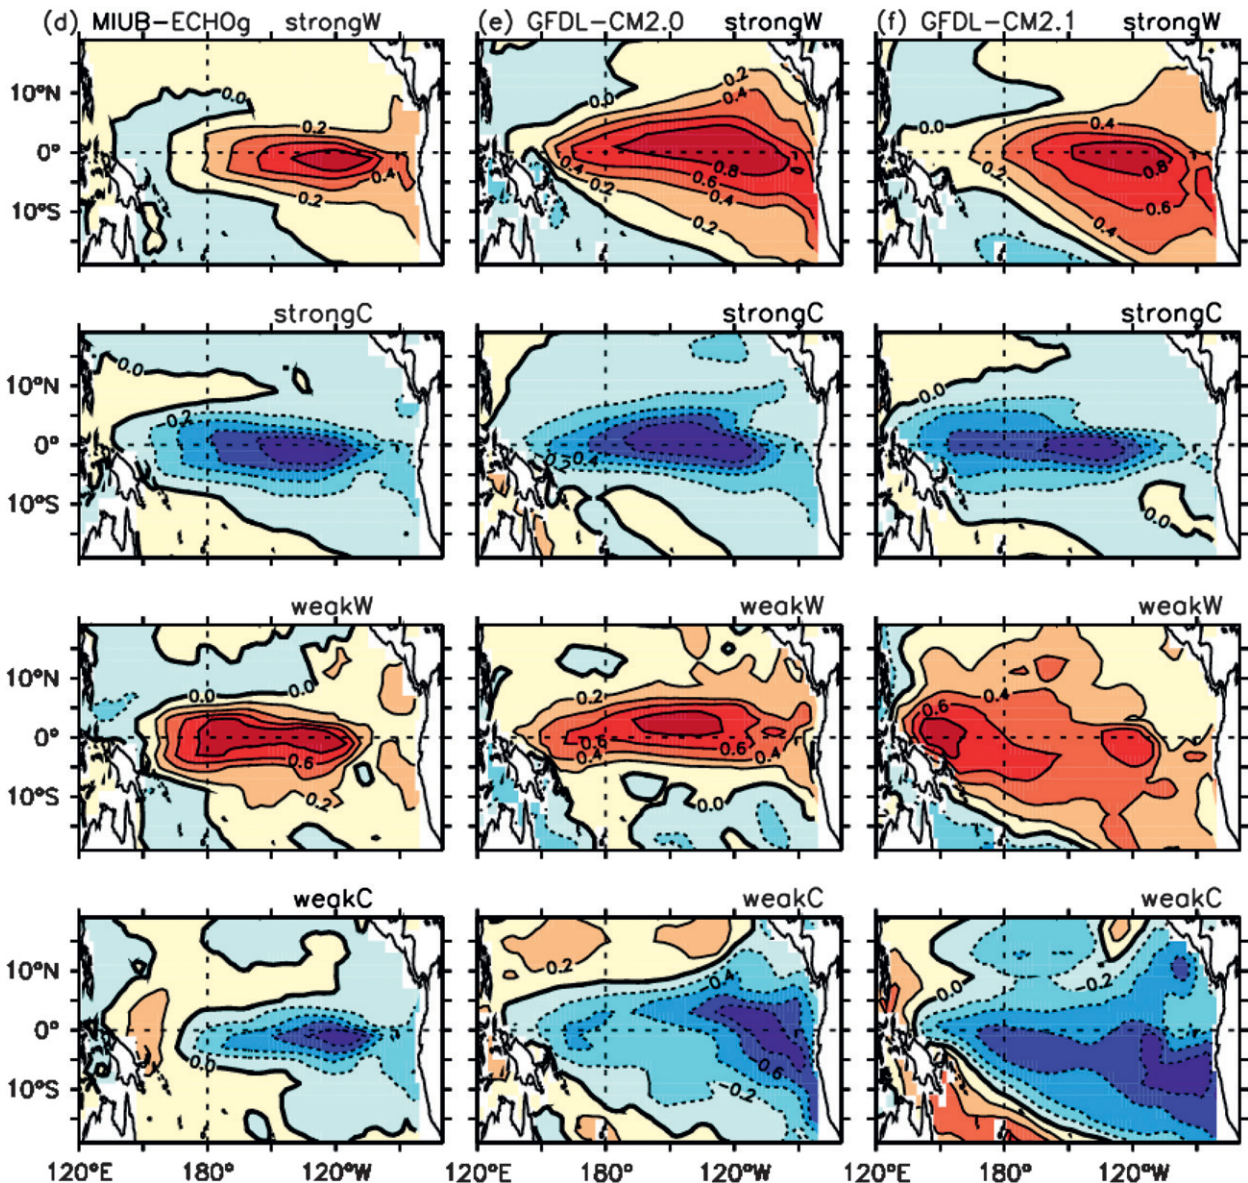 (d) MIUB-ECHOg strongW (e) GFDL-CM2.0 strongW (f) GFDL-CM2.1 strongW
10°N 0.0 0.2 0.0 0.2 0.4 0.0 0.4
0° 0.4 0.4 0.8 0.2 0.8
10°S 0.2 0.2 0.6 0.4 0.2 0.4 0.6
strongC strongC strongC
10°N 0.0 0.0
0° -0.2 0.4
10°S 0.0
weakW weakW weakW
10°N 0.0 0.0 0.2 0.4
0° 0.6 0.6 0.6 0.4 0.6
10°S 0.2 0.4 0.0
weakC weakC weakC
10°N 0.2 -0.4 0.0 -0.2
0° 0.0 0.6
10°S -0.2
120°E 180° 120°W 120°E 180° 120°W 120°E 180° 120°W